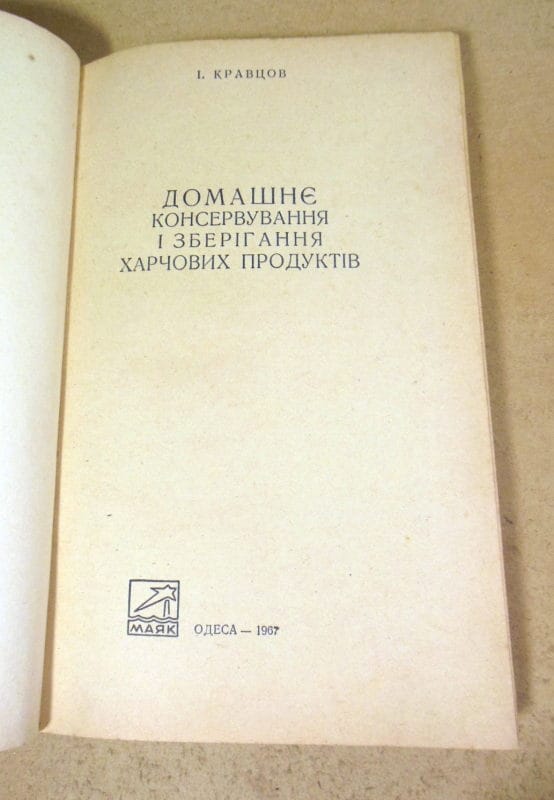 І. КРАВЦОВ
ДОМАШНЄ
КОНСЕРВУВАННЯ
І ЗБЕРІГАННЯ
ХАРЧОВИХ ПРОДУКТІВ
МАЯК
ОДЕСА — 1967